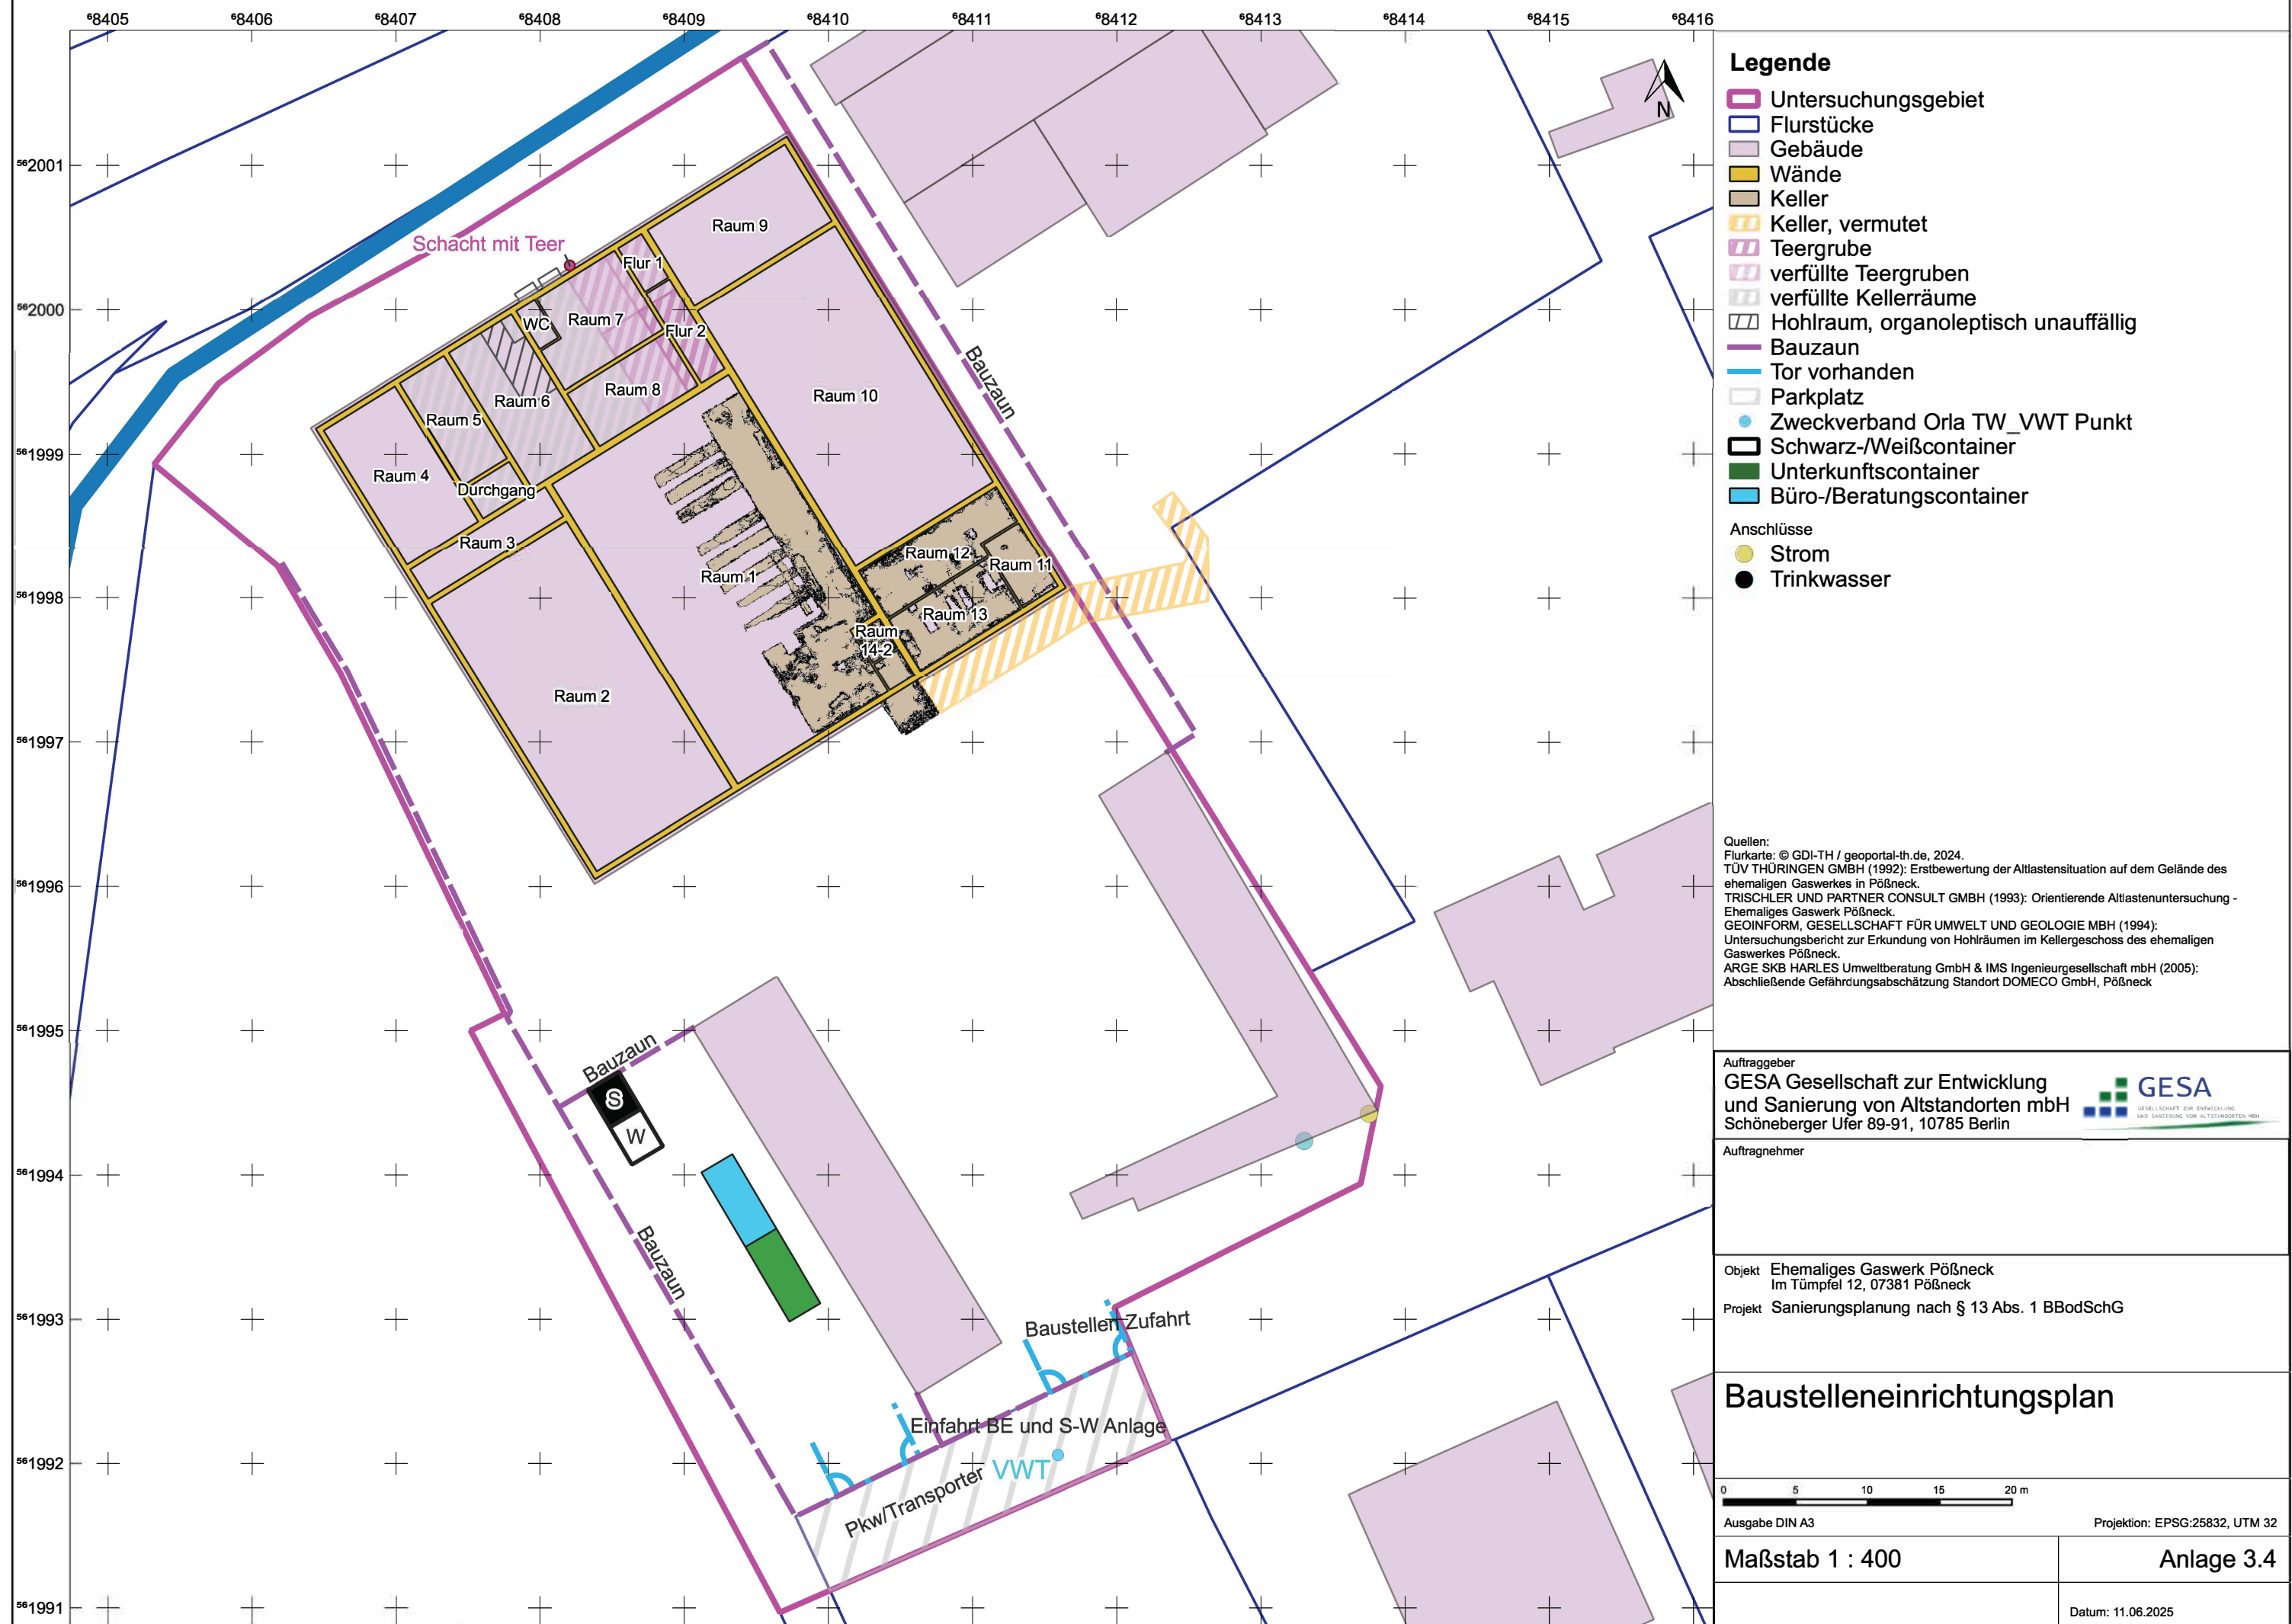 ⁶8405 ⁶8406 ⁶8407 ⁶8408 ⁶8409 ⁶8410 ⁶8411 ⁶8412 ⁶8413 ⁶8414 ⁶8415 ⁶8416
⁵⁶2001
⁵⁶2000
⁵⁶1999
⁵⁶1998
⁵⁶1997
⁵⁶1996
⁵⁶1995
⁵⁶1994
⁵⁶1993
⁵⁶1992
⁵⁶1991
Schacht mit Teer
Raum 9
Flur 1
WC
Raum 7
Flur 2
Raum 8
Raum 10
Raum 6
Raum 5
Raum 4
Durchgang
Raum 3
Raum 12
Raum 11
Raum 1
Raum 13
Raum
14-2
Raum 2
Bauzaun
Bauzaun
S
W
Bauzaun
Baustellen Zufahrt
Einfahrt BE und S-W Anlage
VWT
Pkw/Transporter
N
Legende
Untersuchungsgebiet
Flurstücke
Gebäude
Wände
Keller
Keller, vermutet
Teergrube
verfüllte Teergruben
verfüllte Kellerräume
Hohlraum, organoleptisch unauffällig
Bauzaun
Tor vorhanden
Parkplatz
Zweckverband Orla TW_VWT Punkt
Schwarz-/Weißcontainer
Unterkunftscontainer
Büro-/Beratungscontainer
Anschlüsse
Strom
Trinkwasser
Quellen:
Flurkarte: © GDI-TH / geoportal-th.de, 2024.
TÜV THÜRINGEN GMBH (1992): Erstbewertung der Altlastensituation auf dem Gelände des
ehemaligen Gaswerkes in Pößneck.
TRISCHLER UND PARTNER CONSULT GMBH (1993): Orientierende Altlastenuntersuchung -
Ehemaliges Gaswerk Pößneck.
GEOINFORM, GESELLSCHAFT FÜR UMWELT UND GEOLOGIE MBH (1994):
Untersuchungsbericht zur Erkundung von Hohlräumen im Kellergeschoss des ehemaligen
Gaswerkes Pößneck.
ARGE SKB HARLES Umweltberatung GmbH & IMS Ingenieurgesellschaft mbH (2005):
Abschließende Gefährdungsabschätzung Standort DOMECO GmbH, Pößneck
Auftraggeber
GESA Gesellschaft zur Entwicklung
und Sanierung von Altstandorten mbH
Schöneberger Ufer 89-91, 10785 Berlin
GESA
GESELLSCHAFT ZUR ENTWICKLUNG
UND SANIERUNG VON ALTSTANDORTEN MBH
Auftragnehmer
Objekt Ehemaliges Gaswerk Pößneck
Im Tümpfel 12, 07381 Pößneck
Projekt Sanierungsplanung nach § 13 Abs. 1 BBodSchG
Baustelleneinrichtungsplan
0 5 10 15 20 m
Ausgabe DIN A3 Projektion: EPSG:25832, UTM 32
Maßstab 1 : 400 Anlage 3.4
Datum: 11.06.2025